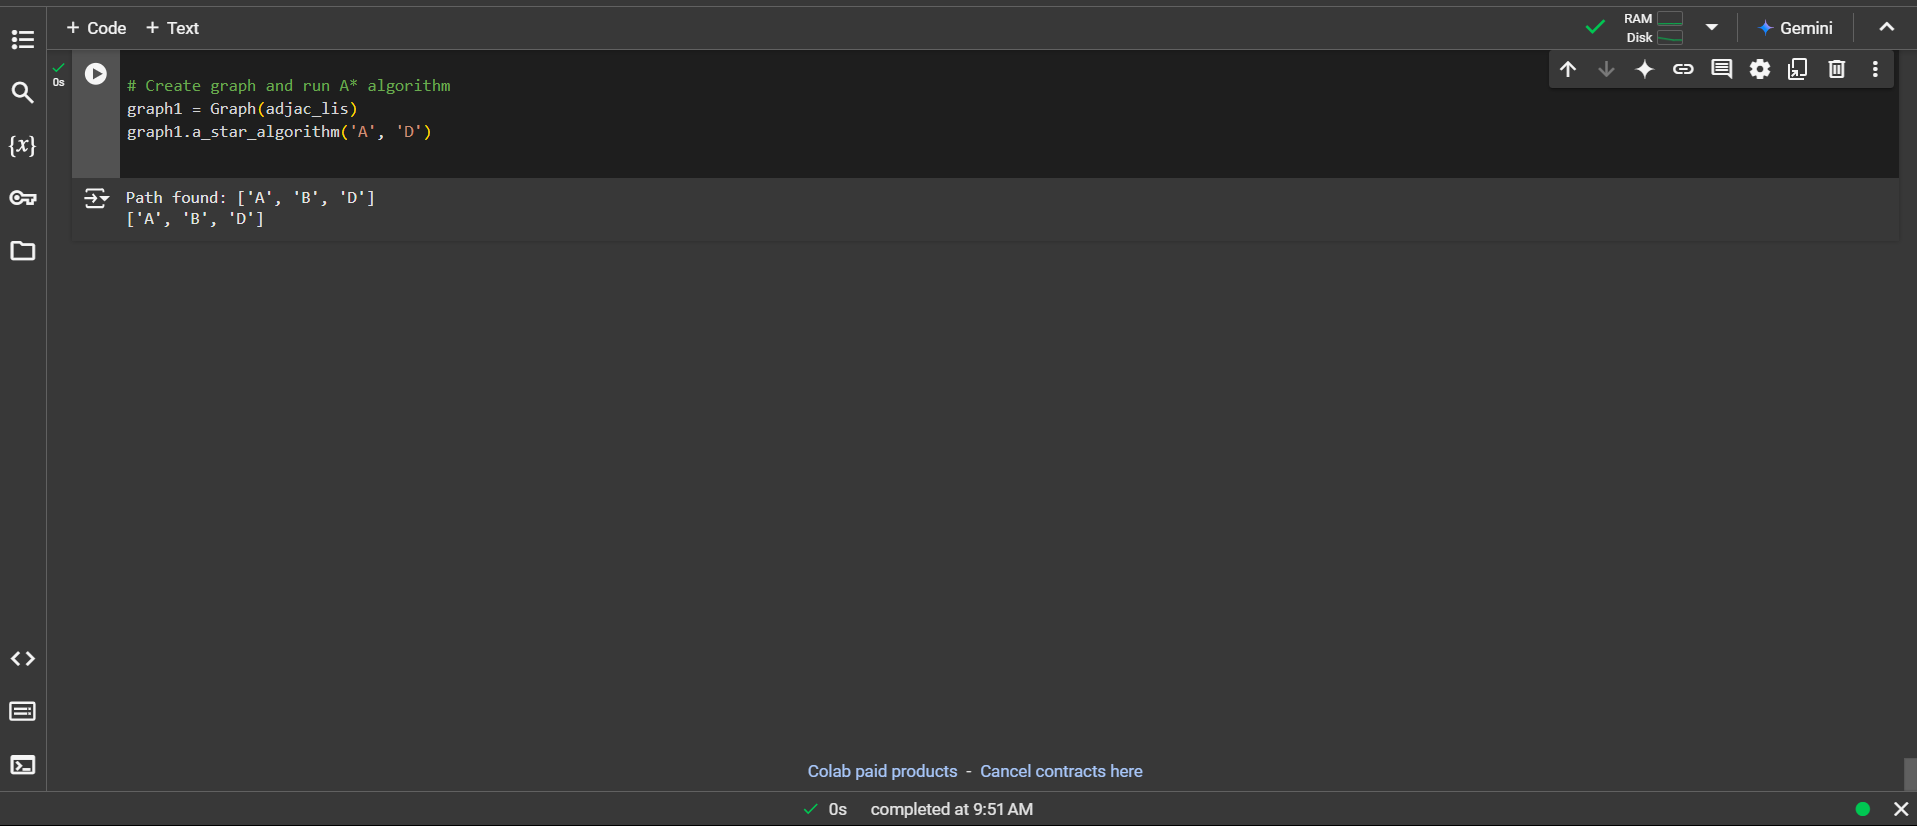 + Code + Text
RAM
Disk
Gemini
{x}
0s
# Create graph and run A* algorithm
graph1 = Graph(adjac_lis)
graph1.a_star_algorithm('A', 'D')
Path found: ['A', 'B', 'D']
['A', 'B', 'D']
Colab paid products - Cancel contracts here
0s completed at 9:51 AM